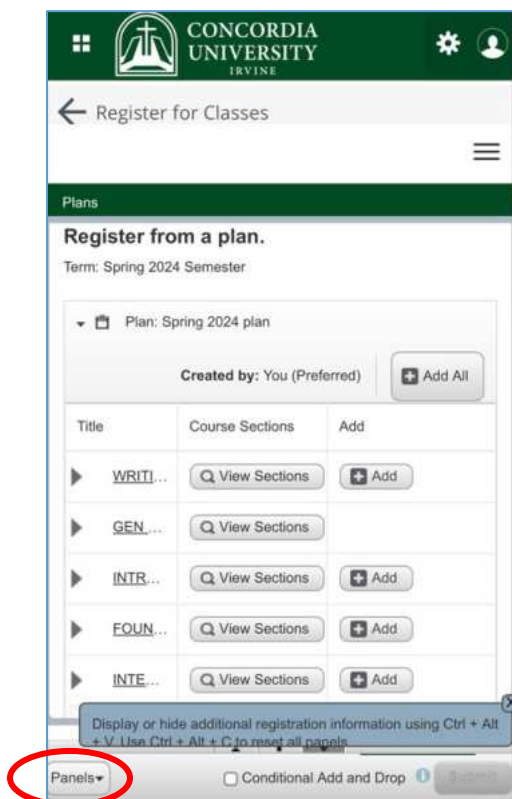 CONCORDIA
UNIVERSITY
IRVINE
Register for Classes
Plans
Register from a plan.
Term: Spring 2024 Semester
Plan: Spring 2024 plan
Created by: You (Preferred) Add All
Title Course Sections Add
WRITI... View Sections Add
GEN ... View Sections
INTR... View Sections Add
FOUN... View Sections Add
INTE... View Sections Add
Display or hide additional registration information using Ctrl + Alt
+ V. Use Ctrl + Alt + C to reset all panels
Panels Conditional Add and Drop Submit